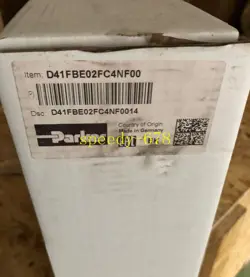 Item: D41FBE02FC4NF00
P
Dsc: D41FBE02FC4NF0014
Parker
Country of Origin
Made in Germany
speedy-678